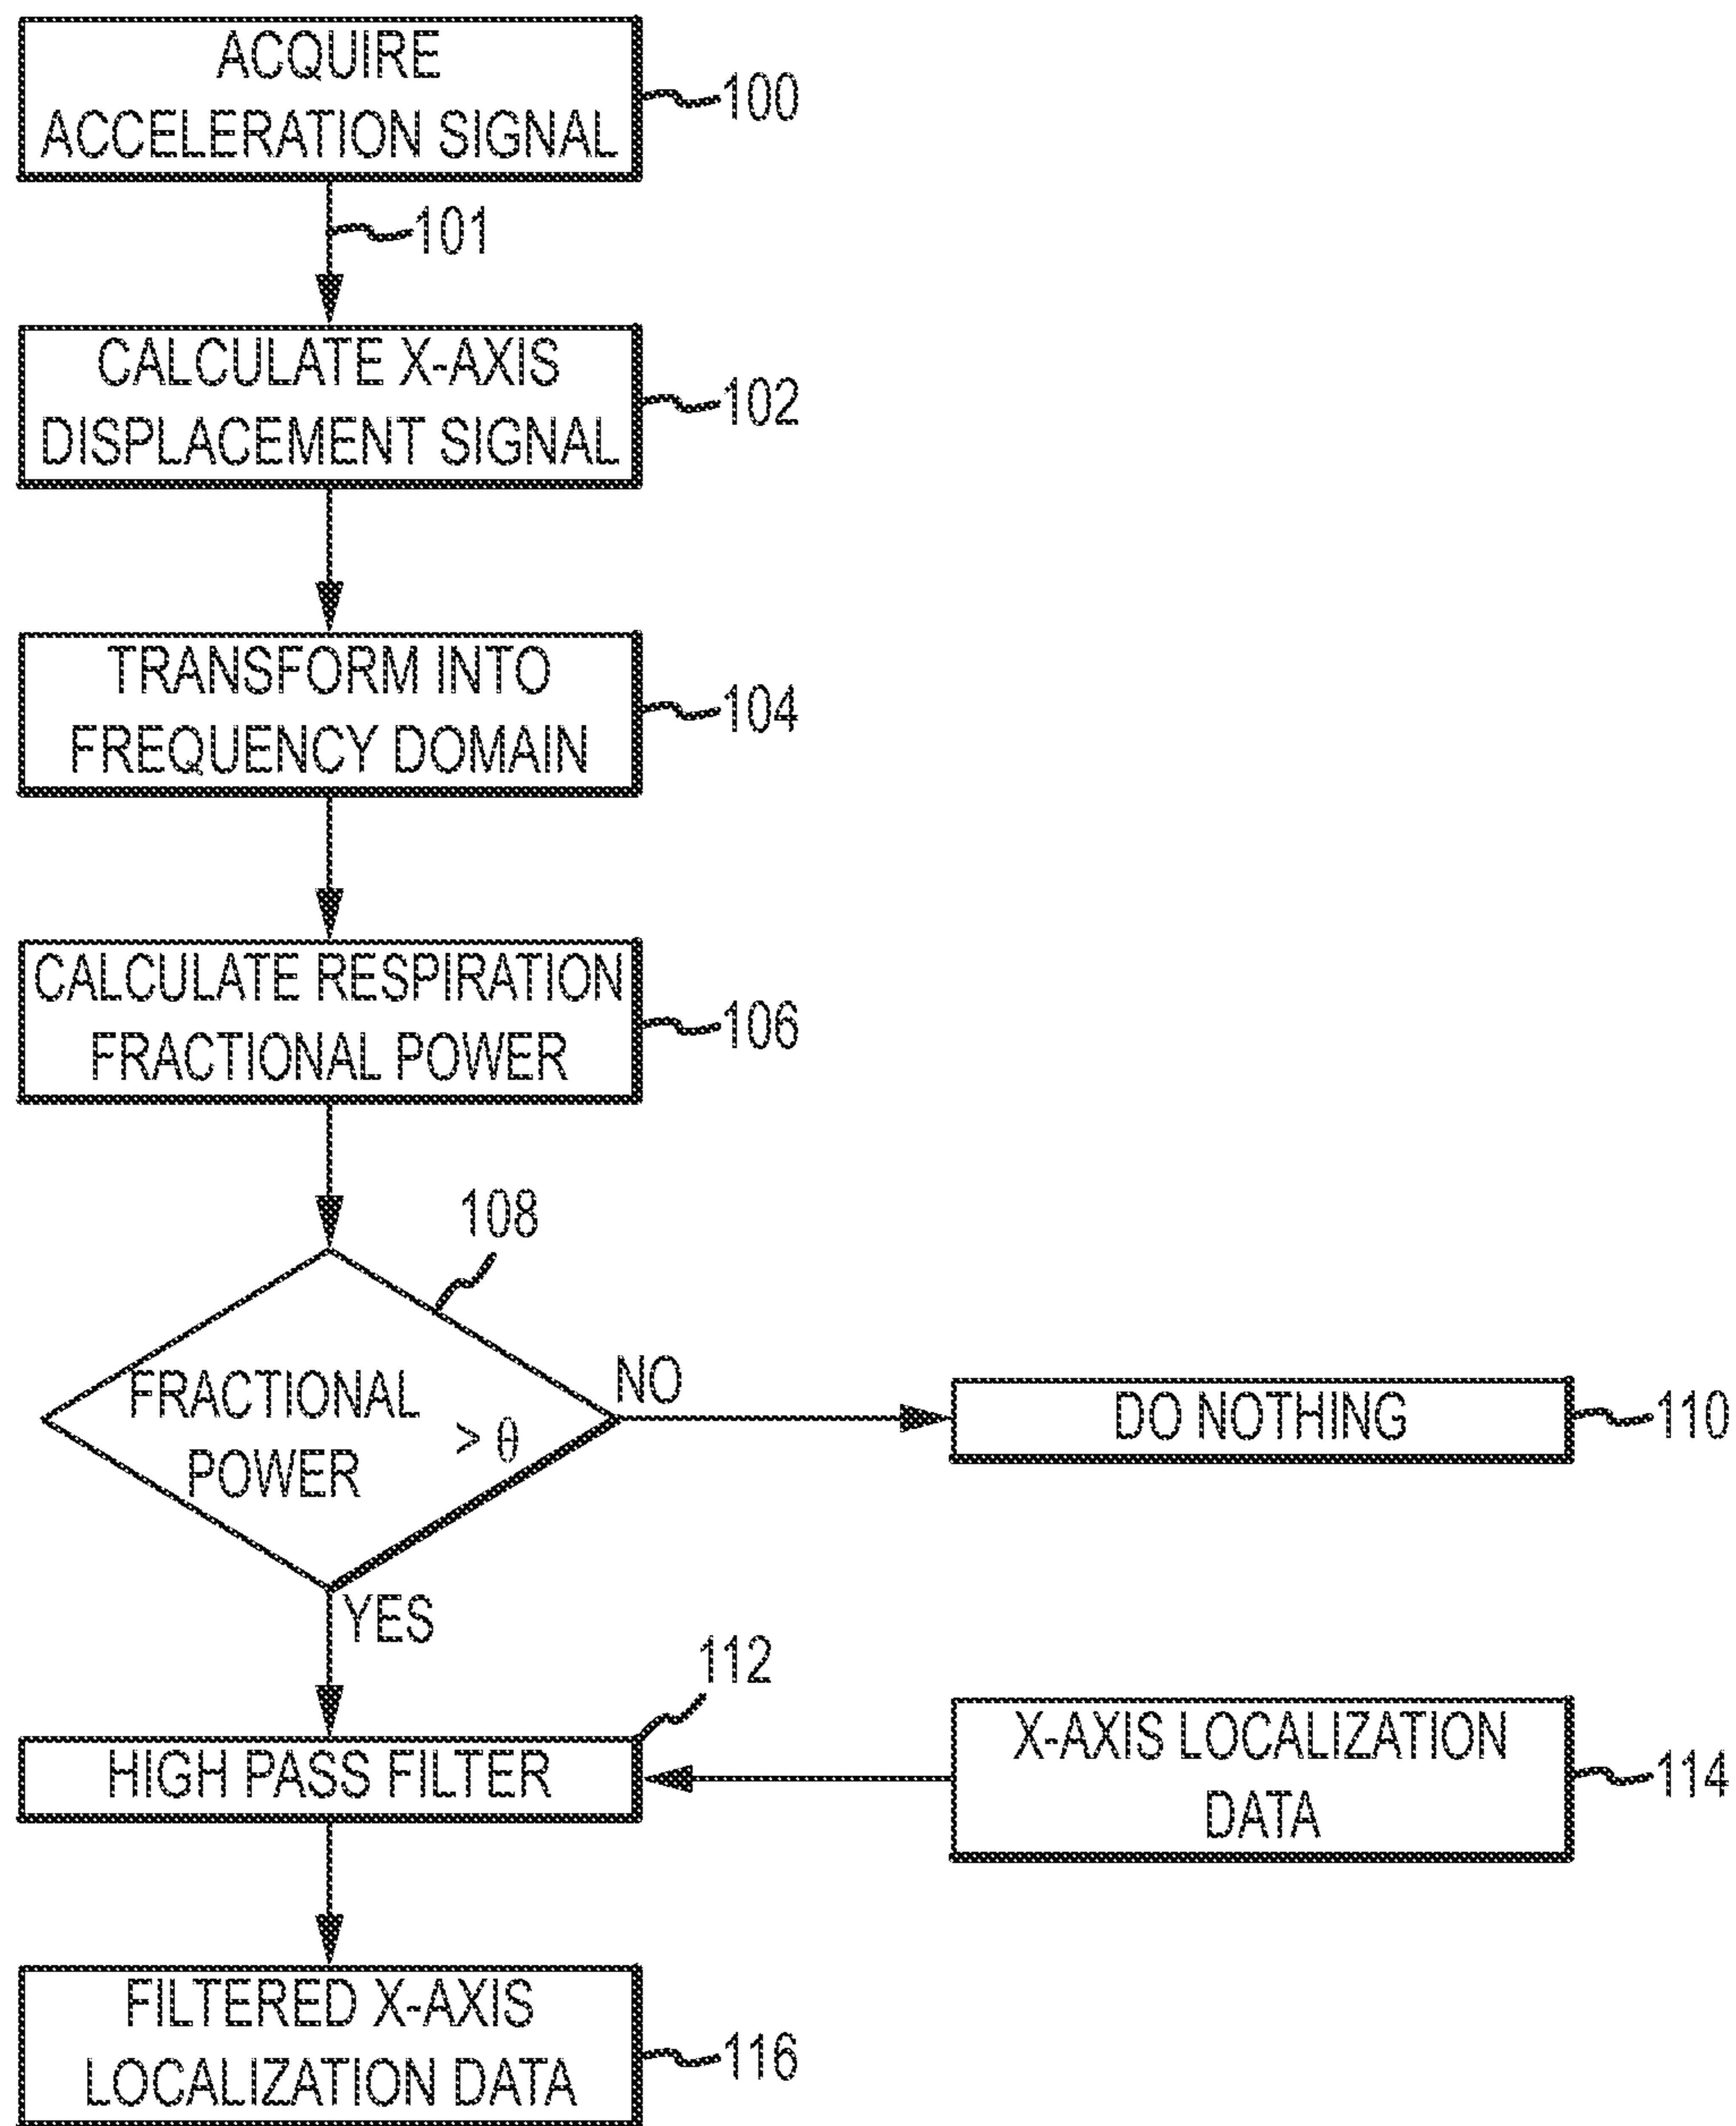 ACQUIRE
ACCELERATION SIGNAL
100
101
CALCULATE X-AXIS
DISPLACEMENT SIGNAL
102
TRANSFORM INTO
FREQUENCY DOMAIN
104
CALCULATE RESPIRATION
FRACTIONAL POWER
106
108
FRACTIONAL
POWER
> θ
NO
DO NOTHING
110
YES
112
HIGH PASS FILTER
X-AXIS LOCALIZATION
DATA
114
FILTERED X-AXIS
LOCALIZATION DATA
116